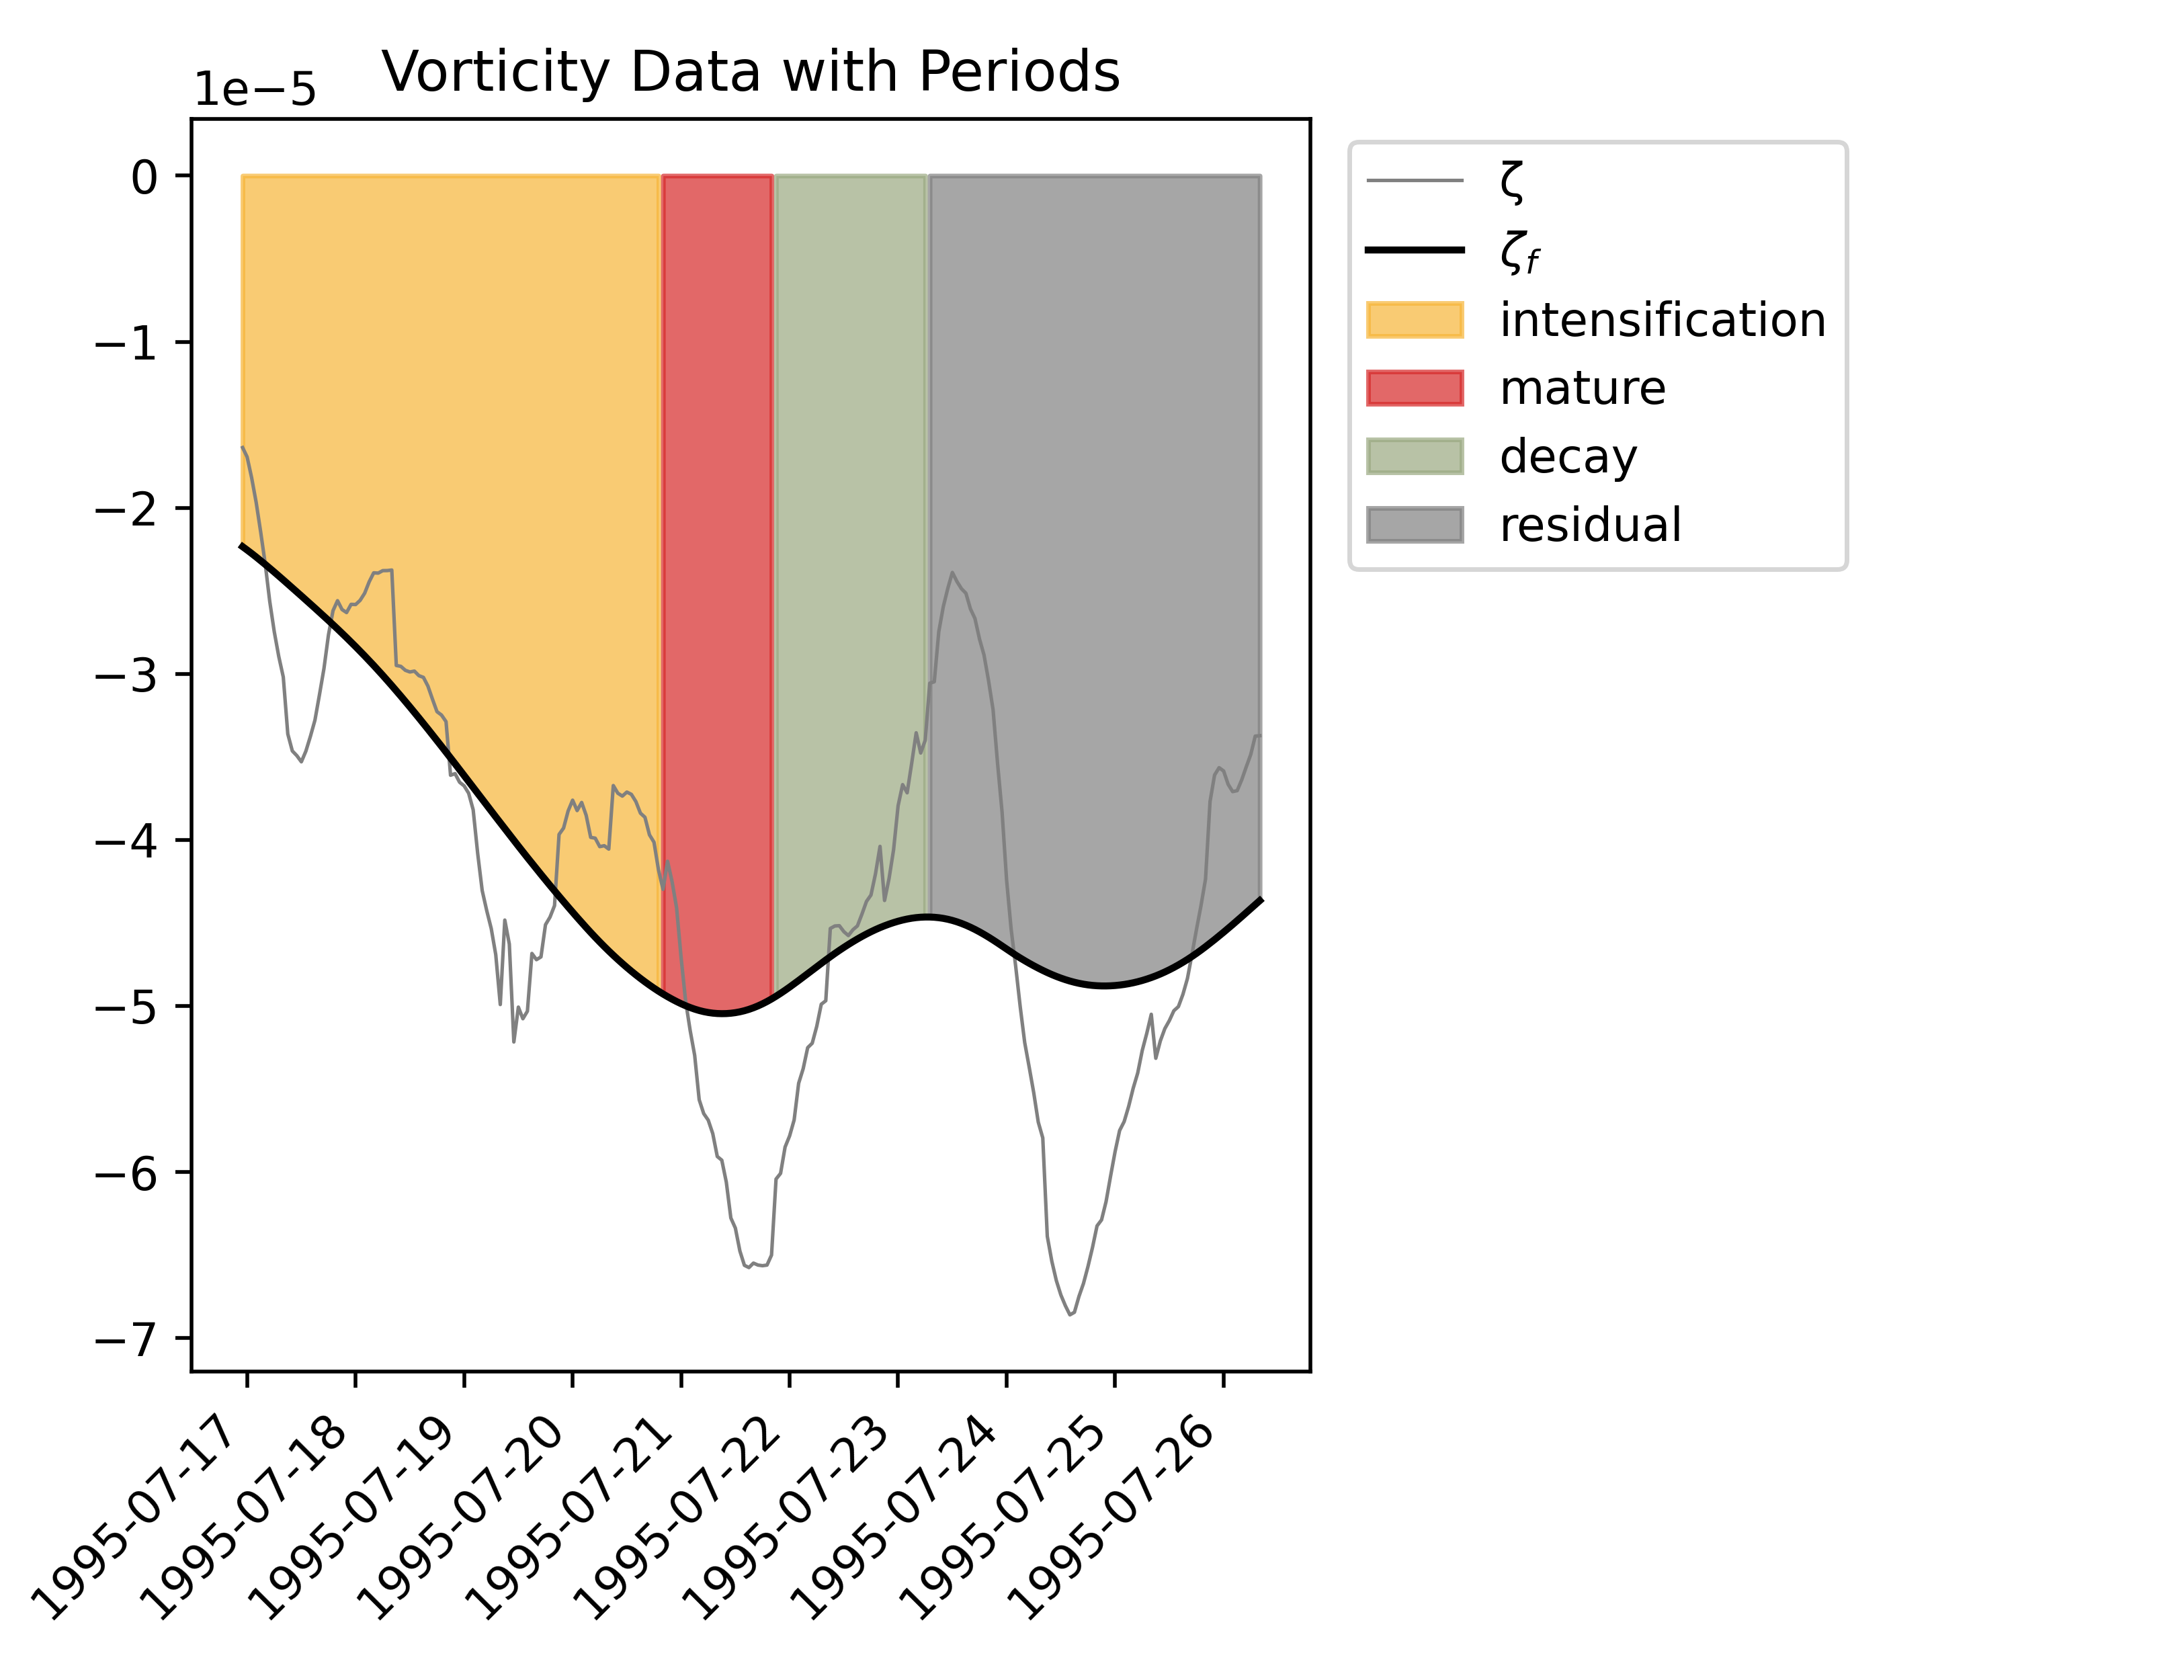 Vorticity Data with Periods
1e−5
0
−1
−2
−3
−4
−5
−6
−7
1995-07-17
1995-07-18
1995-07-19
1995-07-20
1995-07-21
1995-07-22
1995-07-23
1995-07-24
1995-07-25
1995-07-26
ζ
ζf
intensification
mature
decay
residual